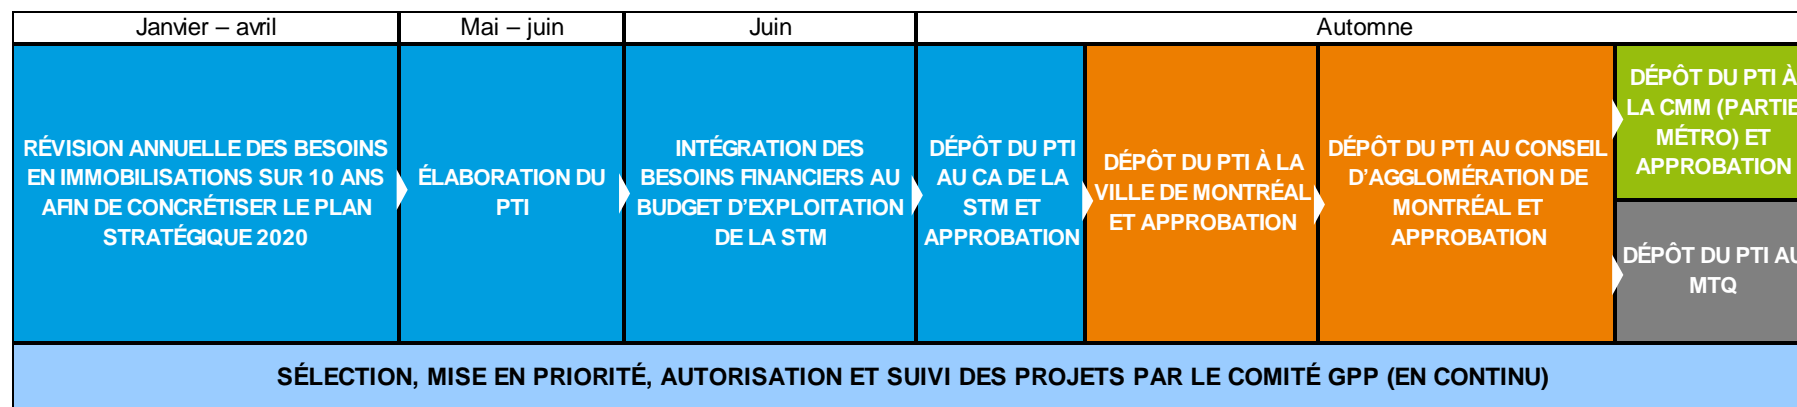 Janvier – avril
Mai – juin
Juin
Automne
RÉVISION ANNUELLE DES BESOINS
EN IMMOBILISATIONS SUR 10 ANS
AFIN DE CONCRÉTISER LE PLAN
STRATÉGIQUE 2020
ÉLABORATION DU
PTI
INTÉGRATION DES
BESOINS FINANCIERS AU
BUDGET D'EXPLOITATION
DE LA STM
DÉPÔT DU PTI
AU CA DE LA
STM ET
APPROBATION
DÉPÔT DU PTI À LA
VILLE DE MONTRÉAL
ET APPROBATION
DÉPÔT DU PTI AU CONSEIL
D'AGGLOMÉRATION DE
MONTRÉAL ET
APPROBATION
DÉPÔT DU PTI À
LA CMM (PARTIE
MÉTRO) ET
APPROBATION
DÉPÔT DU PTI AU
MTQ
SÉLECTION, MISE EN PRIORITÉ, AUTORISATION ET SUIVI DES PROJETS PAR LE COMITÉ GPP (EN CONTINU)